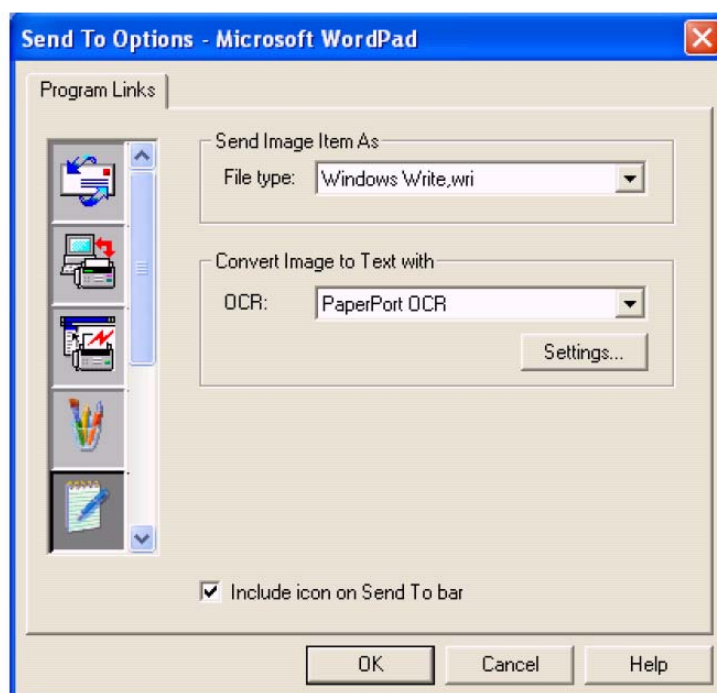 Send To Options - Microsoft WordPad
Program Links
Send Image Item As
File type: Windows Write,wri
Convert Image to Text with
OCR: PaperPort OCR
Settings...
Include icon on Send To bar
OK Cancel Help